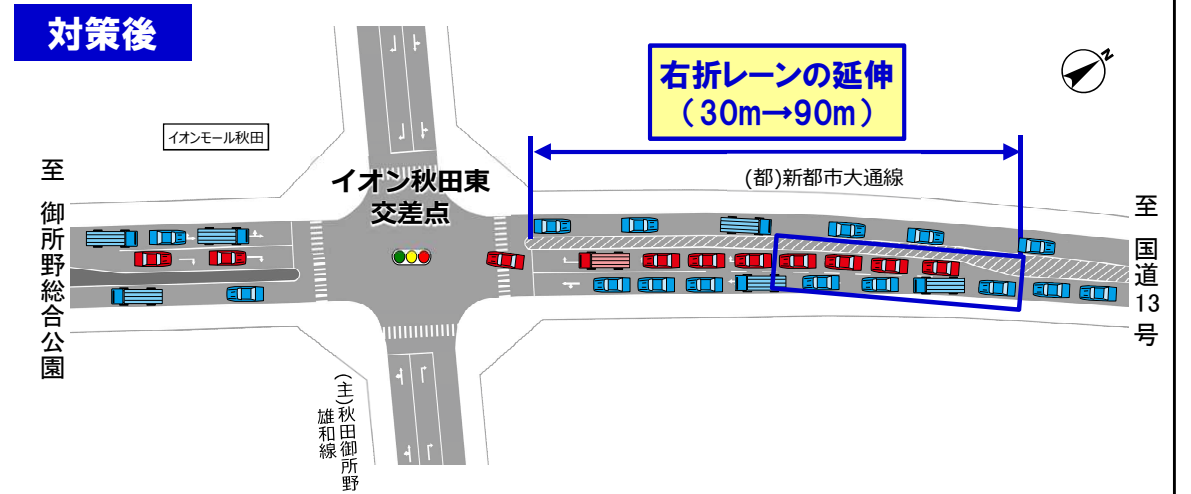 対策後
右折レーンの延伸
(30m→90m)
N
イオンモール秋田
(都)新都市大通線
イオン秋田東
交差点
至 御所野総合公園
至 国道13号
(主)秋田御所野
雄和線